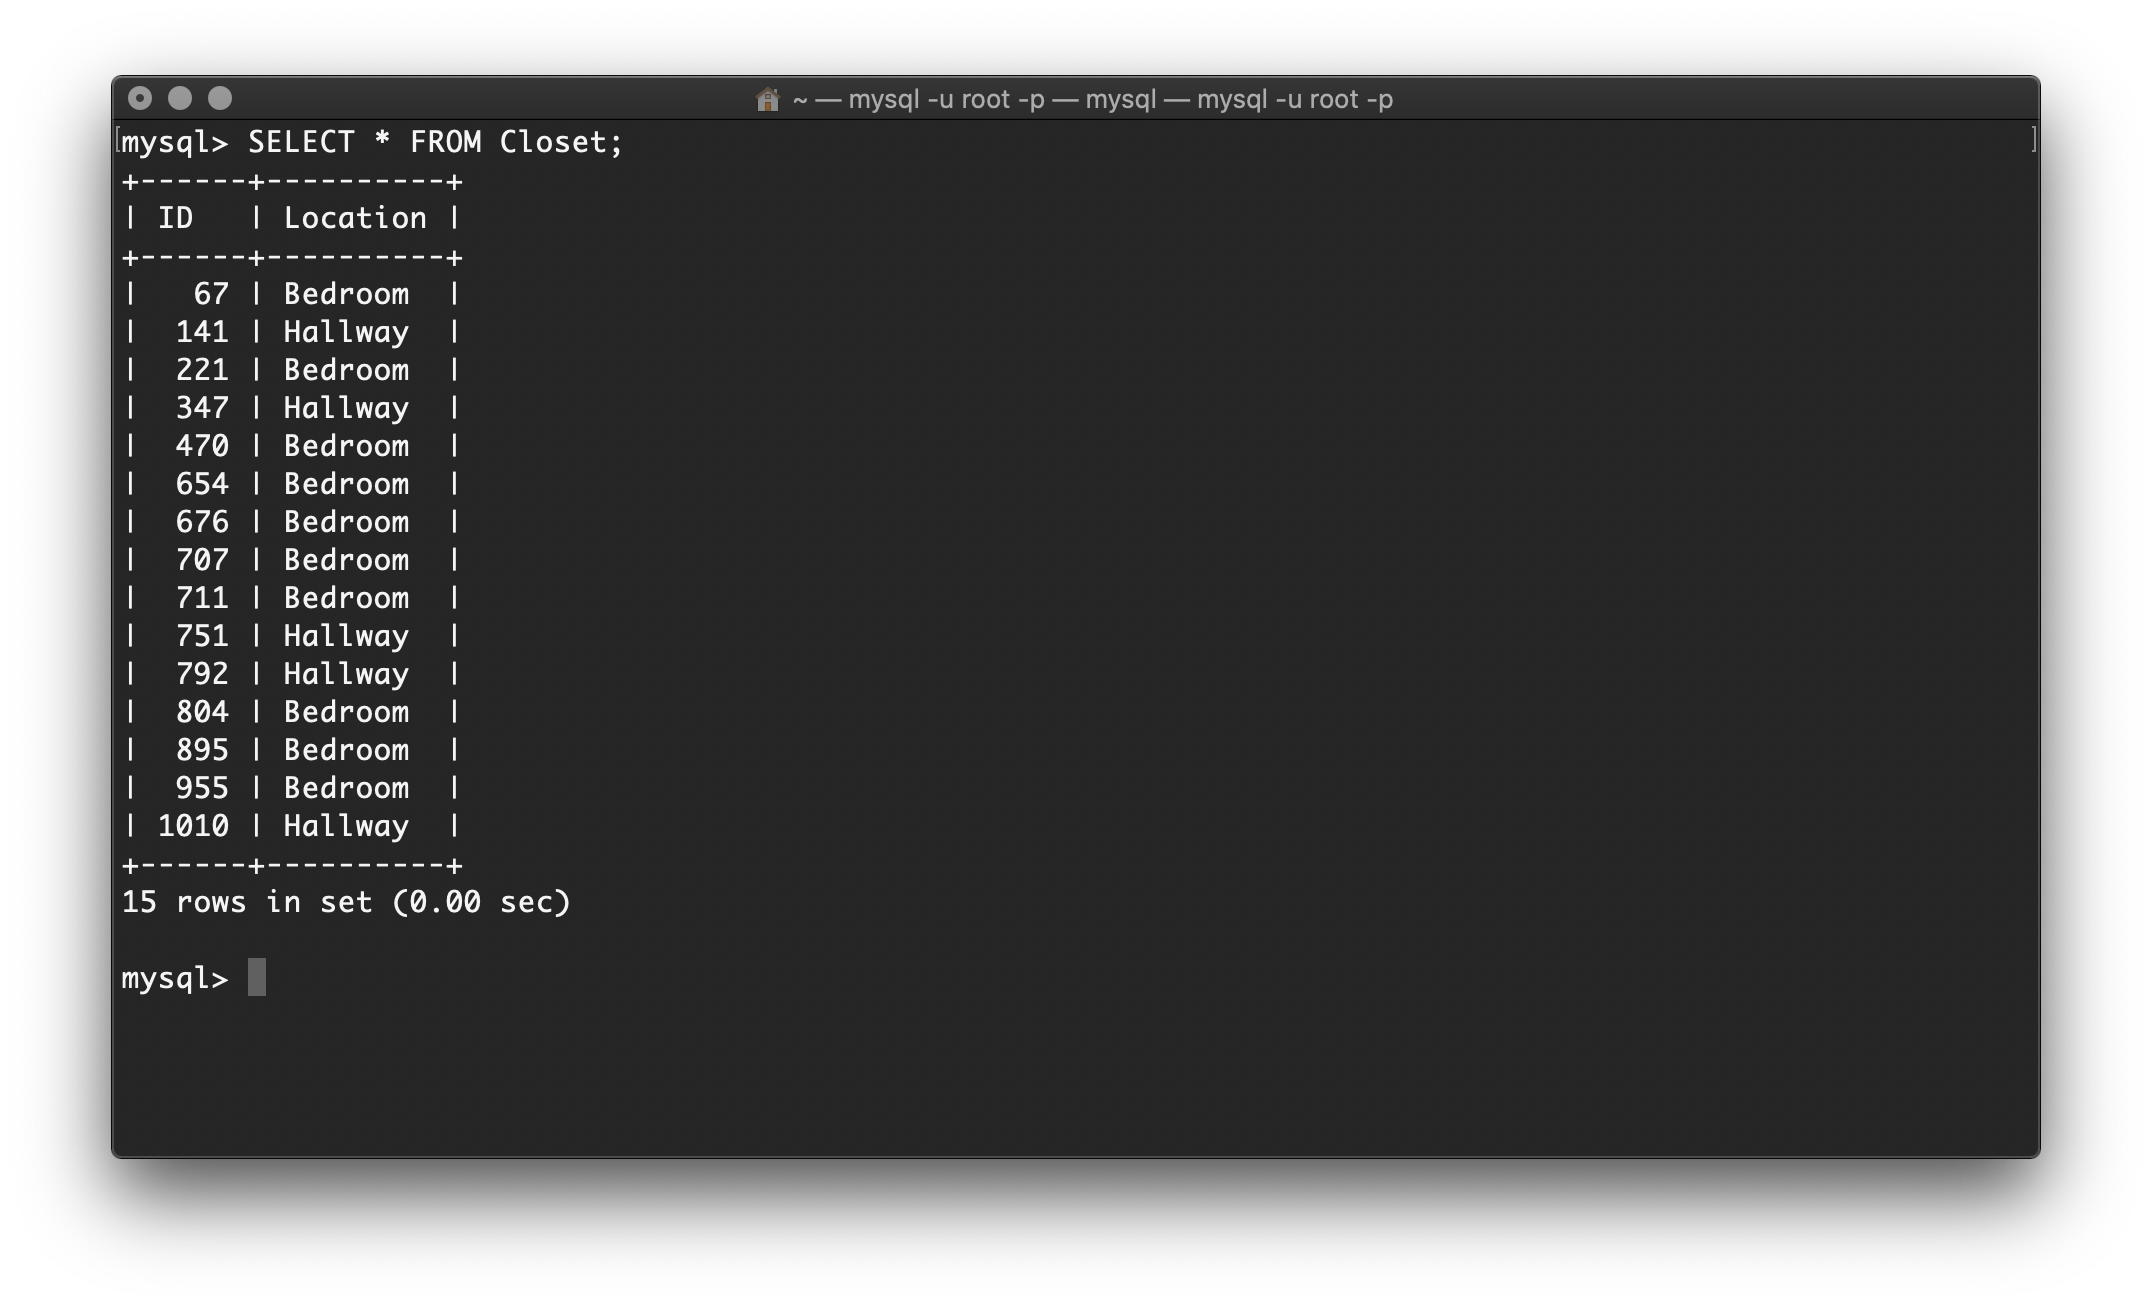 ~ — mysql -u root -p — mysql — mysql -u root -p
mysql> SELECT * FROM Closet;
+------+----------+
| ID   | Location |
+------+----------+
|   67 | Bedroom  |
|  141 | Hallway  |
|  221 | Bedroom  |
|  347 | Hallway  |
|  470 | Bedroom  |
|  654 | Bedroom  |
|  676 | Bedroom  |
|  707 | Bedroom  |
|  711 | Bedroom  |
|  751 | Hallway  |
|  792 | Hallway  |
|  804 | Bedroom  |
|  895 | Bedroom  |
|  955 | Bedroom  |
| 1010 | Hallway  |
+------+----------+
15 rows in set (0.00 sec)
mysql>